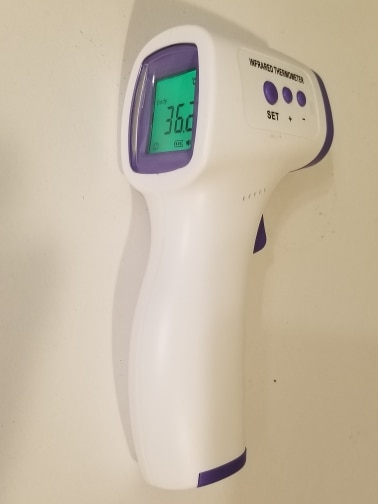 INFRARED THERMOMETER
36.2
SET + -